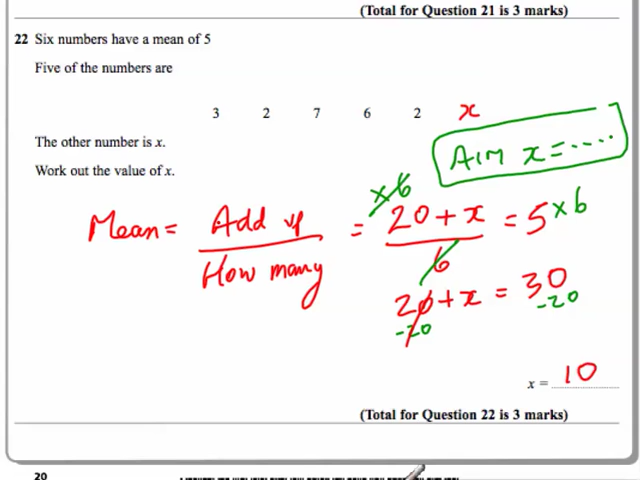 (Total for Question 21 is 3 marks)
22 Six numbers have a mean of 5
Five of the numbers are
3 2 7 6 2 x
The other number is x.
Aim x = ....
Work out the value of x.
×6
Mean = Add up = 20 + x = 5 ×6
How many 6
20 + x = 30
-20 -20
x = 10
(Total for Question 22 is 3 marks)
20